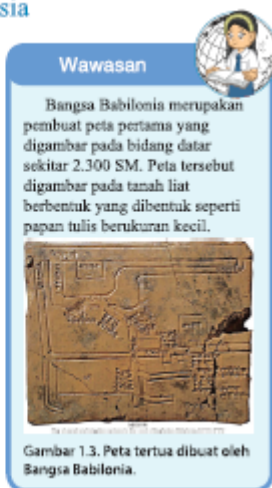 sia
Wawasan
Bangsa Babilonia merupakan
pembuat peta pertama yang
digambar pada bidang datar
sekitar 2.300 SM. Peta tersebut
digambar pada tanah liat
berbentuk yang dibentuk seperti
papan tulis berukuran kecil.
Gambar 1.3. Peta tertua dibuat oleh
Bangsa Babilonia.